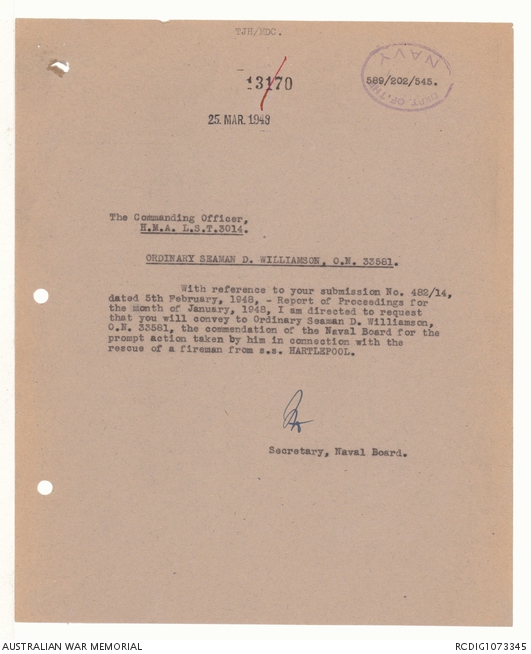 TJH/MDC.
13170
589/202/545.
DEPT. OF THE NAVY
25. MAR. 1948
The Commanding Officer,
H.M.A. L.S.T.3014.
ORDINARY SEAMAN D. WILLIAMSON, O.N. 33581.
With reference to your submission No. 482/14,
dated 5th February, 1948, - Report of Proceedings for
the month of January, 1948, I am directed to request
that you will convey to Ordinary Seaman D. Williamson,
O.N. 33581, the commendation of the Naval Board for the
prompt action taken by him in connection with the
rescue of a fireman from s.s. HARTLEPOOL.
Secretary, Naval Board.
AUSTRALIAN WAR MEMORIAL
RCDIG1073345